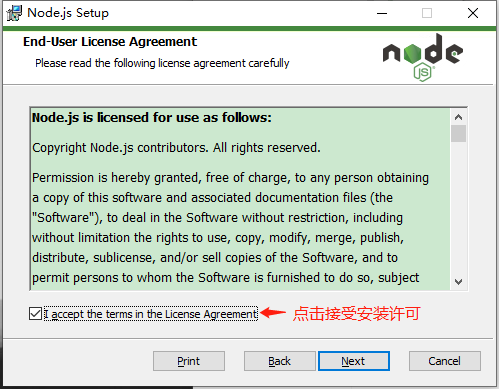 Node.js Setup
End-User License Agreement
Please read the following license agreement carefully
node
JS
Node.js is licensed for use as follows:
Copyright Node.js contributors. All rights reserved.
Permission is hereby granted, free of charge, to any person obtaining
a copy of this software and associated documentation files (the
"Software"), to deal in the Software without restriction, including
without limitation the rights to use, copy, modify, merge, publish,
distribute, sublicense, and/or sell copies of the Software, and to
permit persons to whom the Software is furnished to do so, subject
I accept the terms in the License Agreement
点击接受安装许可
Print
Back
Next
Cancel